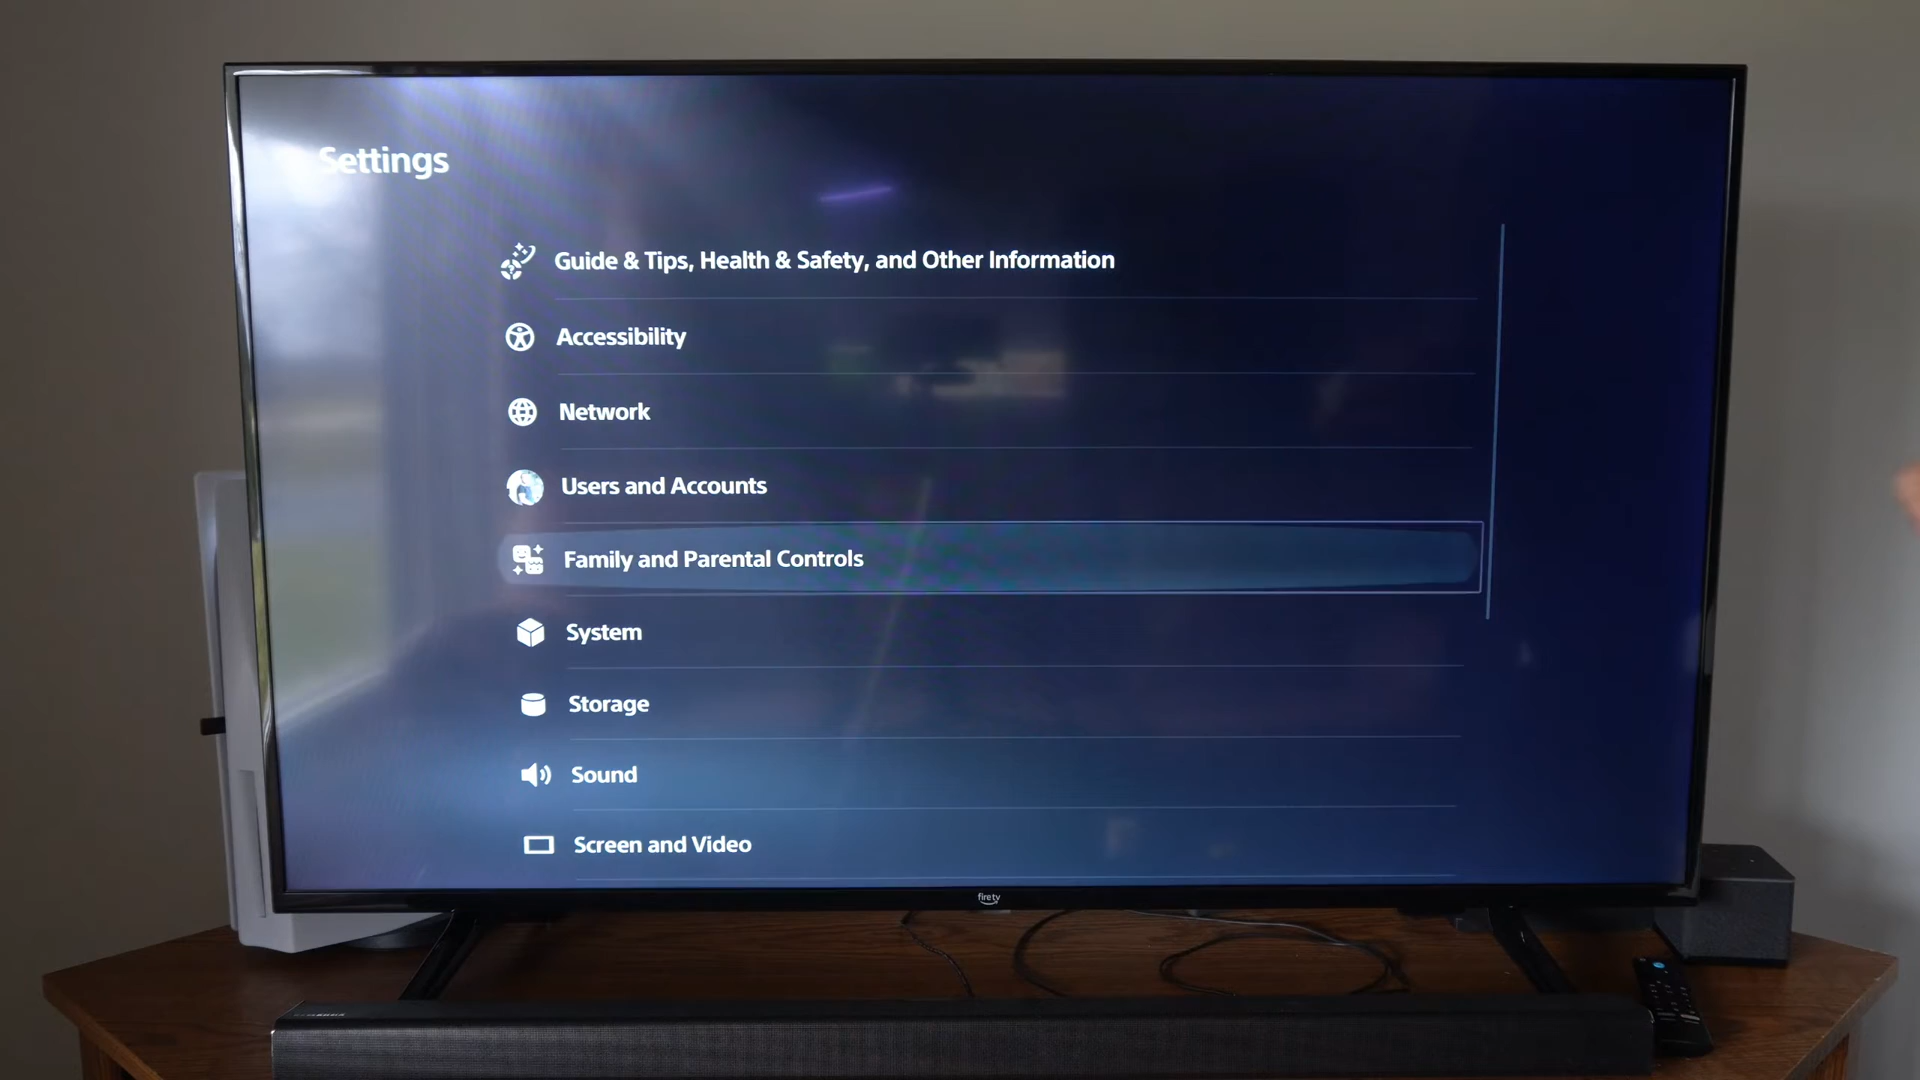 Settings
Guide & Tips, Health & Safety, and Other Information
Accessibility
Network
Users and Accounts
Family and Parental Controls
System
Storage
Sound
Screen and Video
firetv